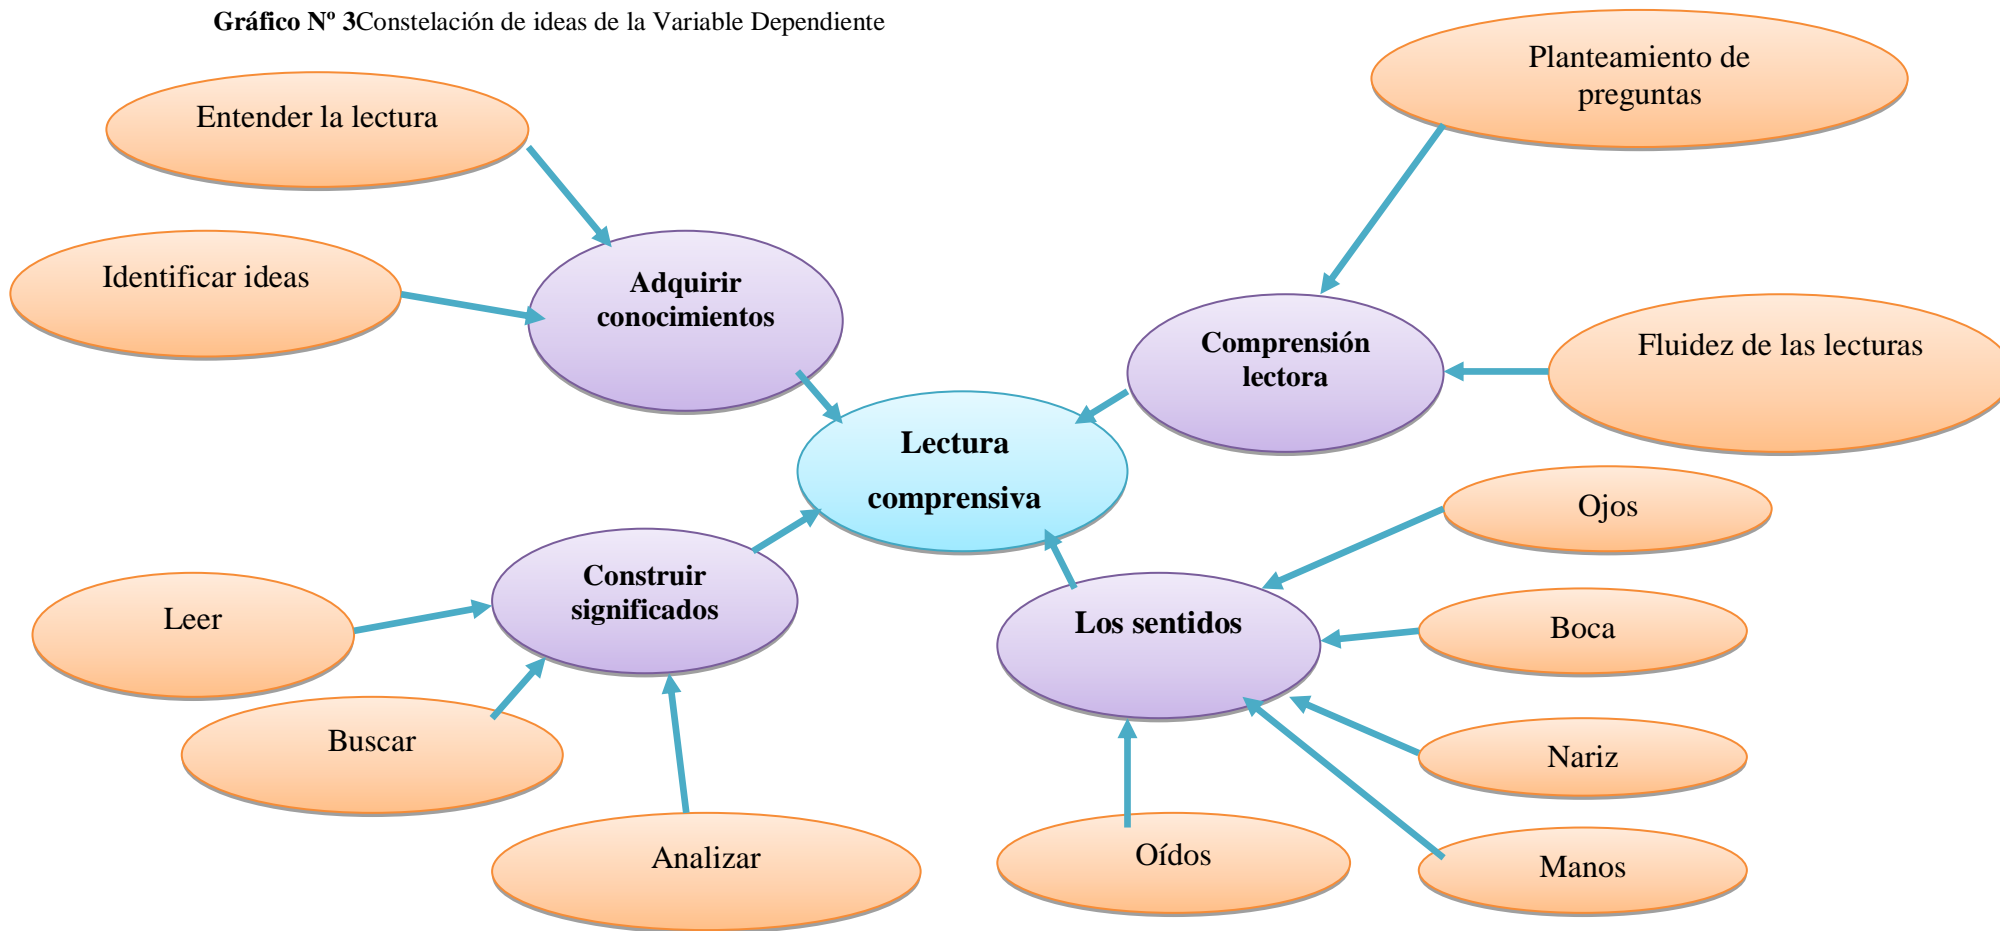 Gráfico Nº 3Constelación de ideas de la Variable Dependiente
Planteamiento de
preguntas
Entender la lectura
Identificar ideas
Adquirir
conocimientos
Comprensión
lectora
Fluidez de las lecturas
Lectura
comprensiva
Ojos
Construir
significados
Leer
Los sentidos
Boca
Buscar
Nariz
Analizar
Oídos
Manos